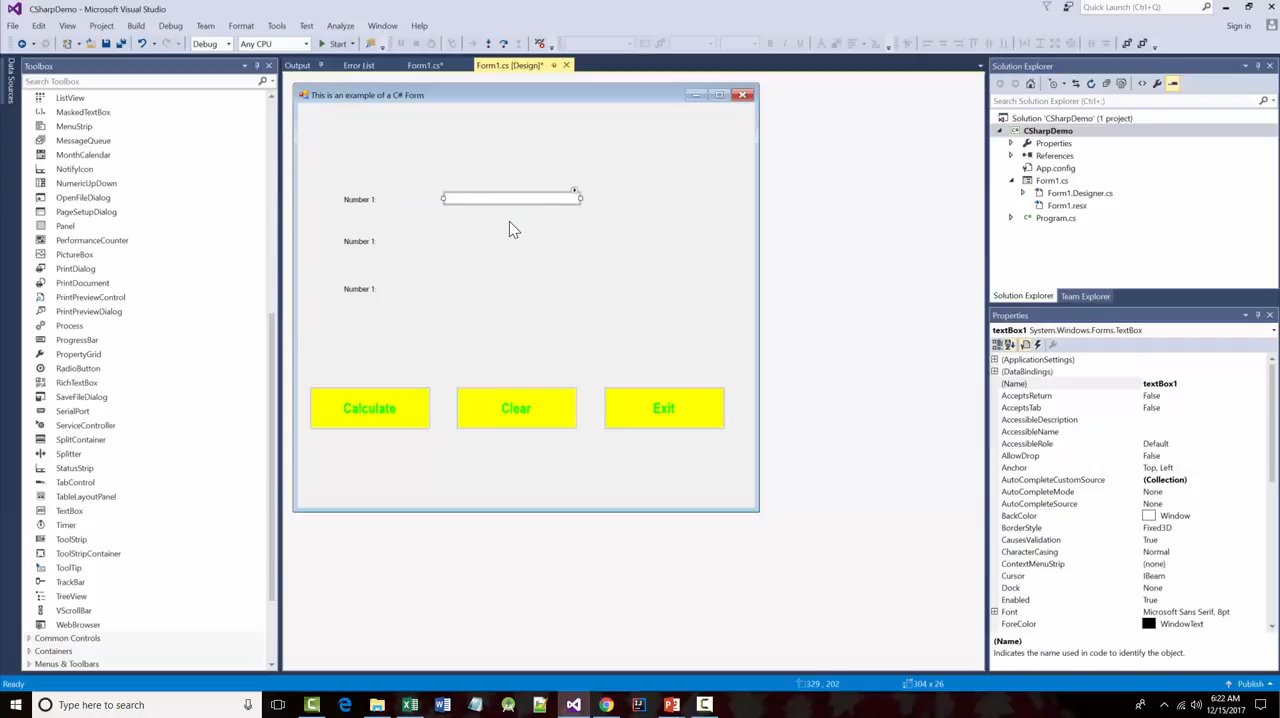 CSharpDemo - Microsoft Visual Studio
Quick Launch (Ctrl+Q)
File Edit View Project Build Debug Team Format Tools Test Analyze Window Help
Sign in
Debug Any CPU Start
Data Sources
Toolbox
Search Toolbox
ListView
MaskedTextBox
MenuStrip
MessageQueue
MonthCalendar
NotifyIcon
NumericUpDown
OpenFileDialog
PageSetupDialog
Panel
PerformanceCounter
PictureBox
PrintDialog
PrintDocument
PrintPreviewControl
PrintPreviewDialog
Process
ProgressBar
PropertyGrid
RadioButton
RichTextBox
SaveFileDialog
SerialPort
ServiceController
SplitContainer
Splitter
StatusStrip
TabControl
TableLayoutPanel
TextBox
Timer
ToolStrip
ToolStripContainer
ToolTip
TrackBar
TreeView
VScrollBar
WebBrowser
Common Controls
Containers
Menus & Toolbars
Output Error List Form1.cs* Form1.cs [Design]*
This is an example of a C# Form
Number 1:
Number 1:
Number 1:
Calculate Clear Exit
Solution Explorer
Search Solution Explorer (Ctrl+;)
Solution 'CSharpDemo' (1 project)
CSharpDemo
Properties
References
App.config
Form1.cs
Form1.Designer.cs
Form1.resx
Program.cs
Solution Explorer Team Explorer
Properties
textBox1 System.Windows.Forms.TextBox
(ApplicationSettings)
(DataBindings)
(Name) textBox1
AcceptsReturn False
AcceptsTab False
AccessibleDescription
AccessibleName
AccessibleRole Default
AllowDrop False
Anchor Top, Left
AutoCompleteCustomSource (Collection)
AutoCompleteMode None
AutoCompleteSource None
BackColor Window
BorderStyle Fixed3D
CausesValidation True
CharacterCasing Normal
ContextMenuStrip (none)
Cursor IBeam
Dock None
Enabled True
Font Microsoft Sans Serif, 8pt
ForeColor WindowText
(Name)
Indicates the name used in code to identify the object.
Ready 329 , 202 304 x 26 Publish
Type here to search
6:22 AM
12/15/2017